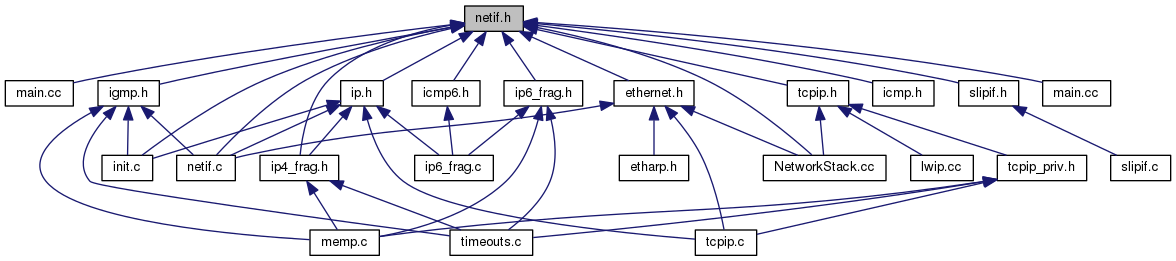 netif.h
main.cc
igmp.h
ip.h
icmp6.h
ip6_frag.h
ethernet.h
tcpip.h
icmp.h
slipif.h
main.cc
init.c
netif.c
ip4_frag.h
ip6_frag.c
etharp.h
NetworkStack.cc
lwip.cc
tcpip_priv.h
slipif.c
memp.c
timeouts.c
tcpip.c